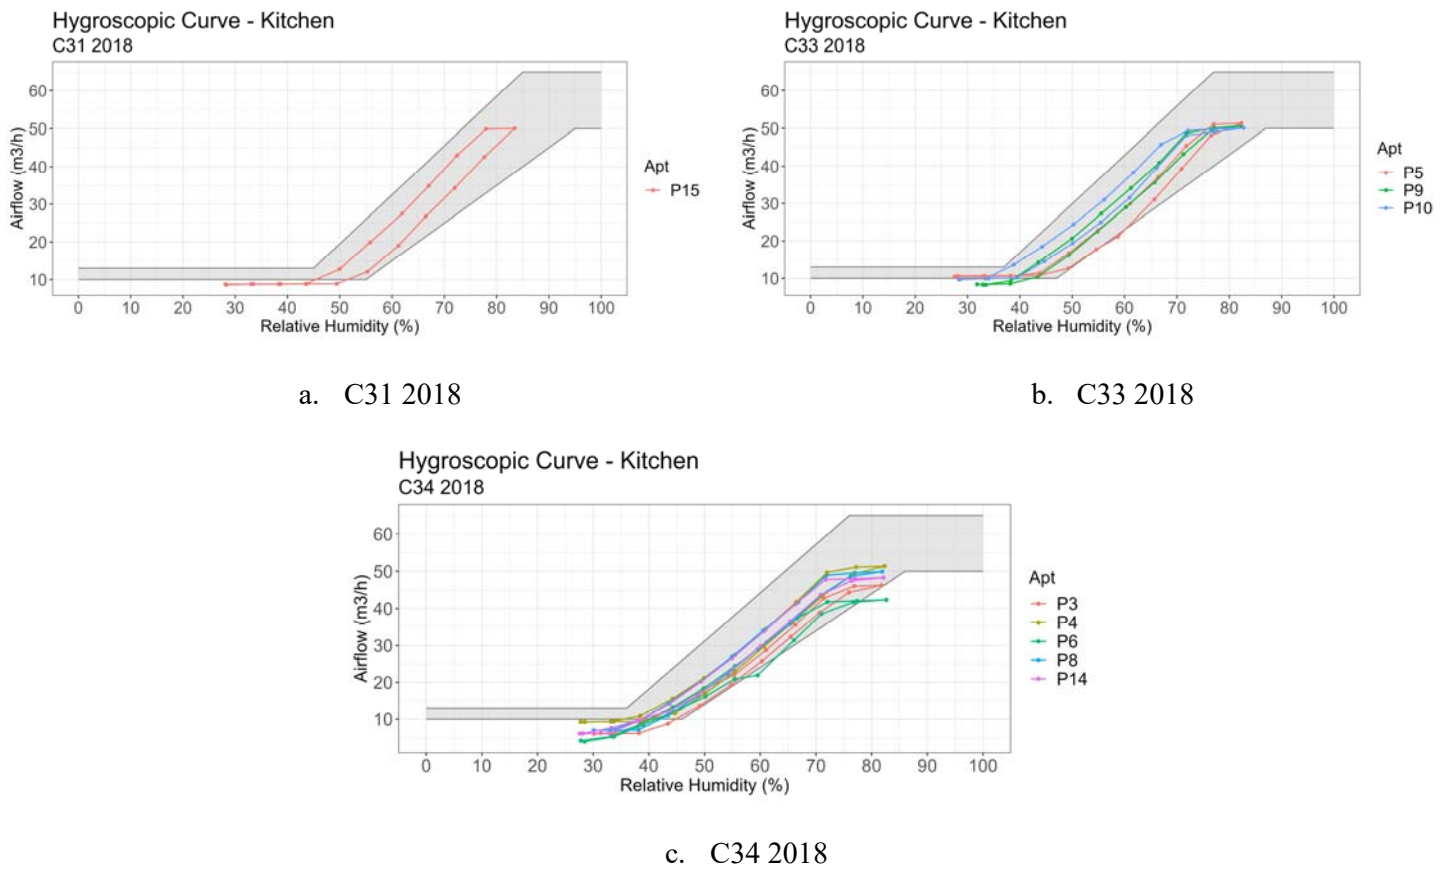 Hygroscopic Curve - Kitchen
C31 2018
Airflow (m3/h)
60
50
40
30
20
10
0 10 20 30 40 50 60 70 80 90 100
Relative Humidity (%)
Apt
P15
a. C31 2018
Hygroscopic Curve - Kitchen
C33 2018
Airflow (m3/h)
60
50
40
30
20
10
0 10 20 30 40 50 60 70 80 90 100
Relative Humidity (%)
Apt
P5
P9
P10
b. C33 2018
Hygroscopic Curve - Kitchen
C34 2018
Airflow (m3/h)
60
50
40
30
20
10
0 10 20 30 40 50 60 70 80 90 100
Relative Humidity (%)
Apt
P3
P4
P6
P8
P14
c. C34 2018